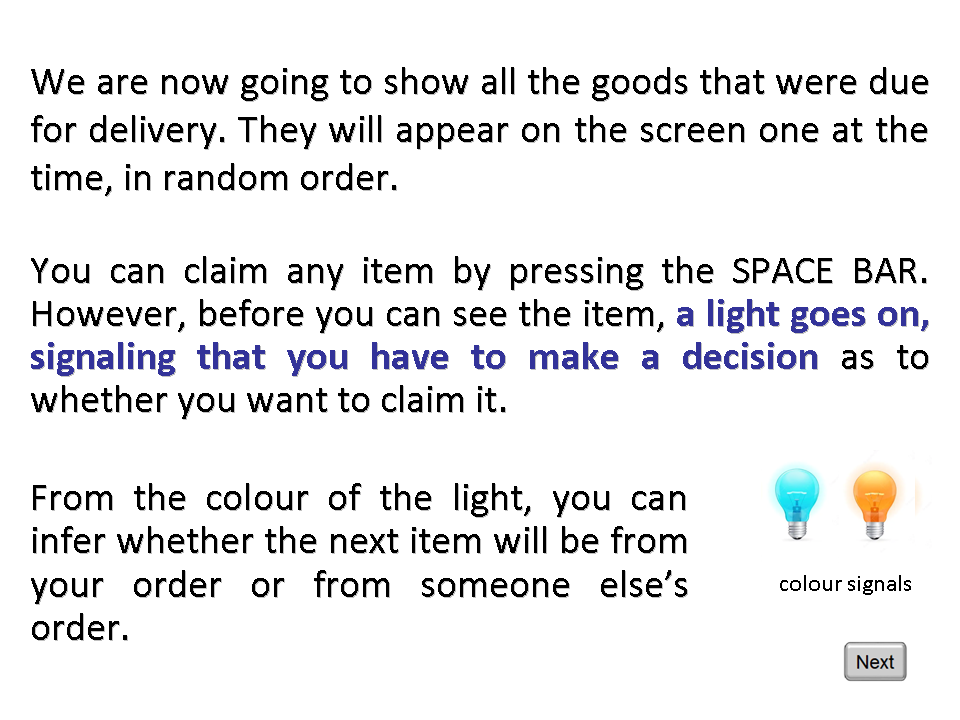 We are now going to show all the goods that were due
for delivery. They will appear on the screen one at the
time, in random order.
You can claim any item by pressing the SPACE BAR.
However, before you can see the item, a light goes on,
signaling that you have to make a decision as to
whether you want to claim it.
From the colour of the light, you can
infer whether the next item will be from
your order or from someone else's
order.
colour signals
Next